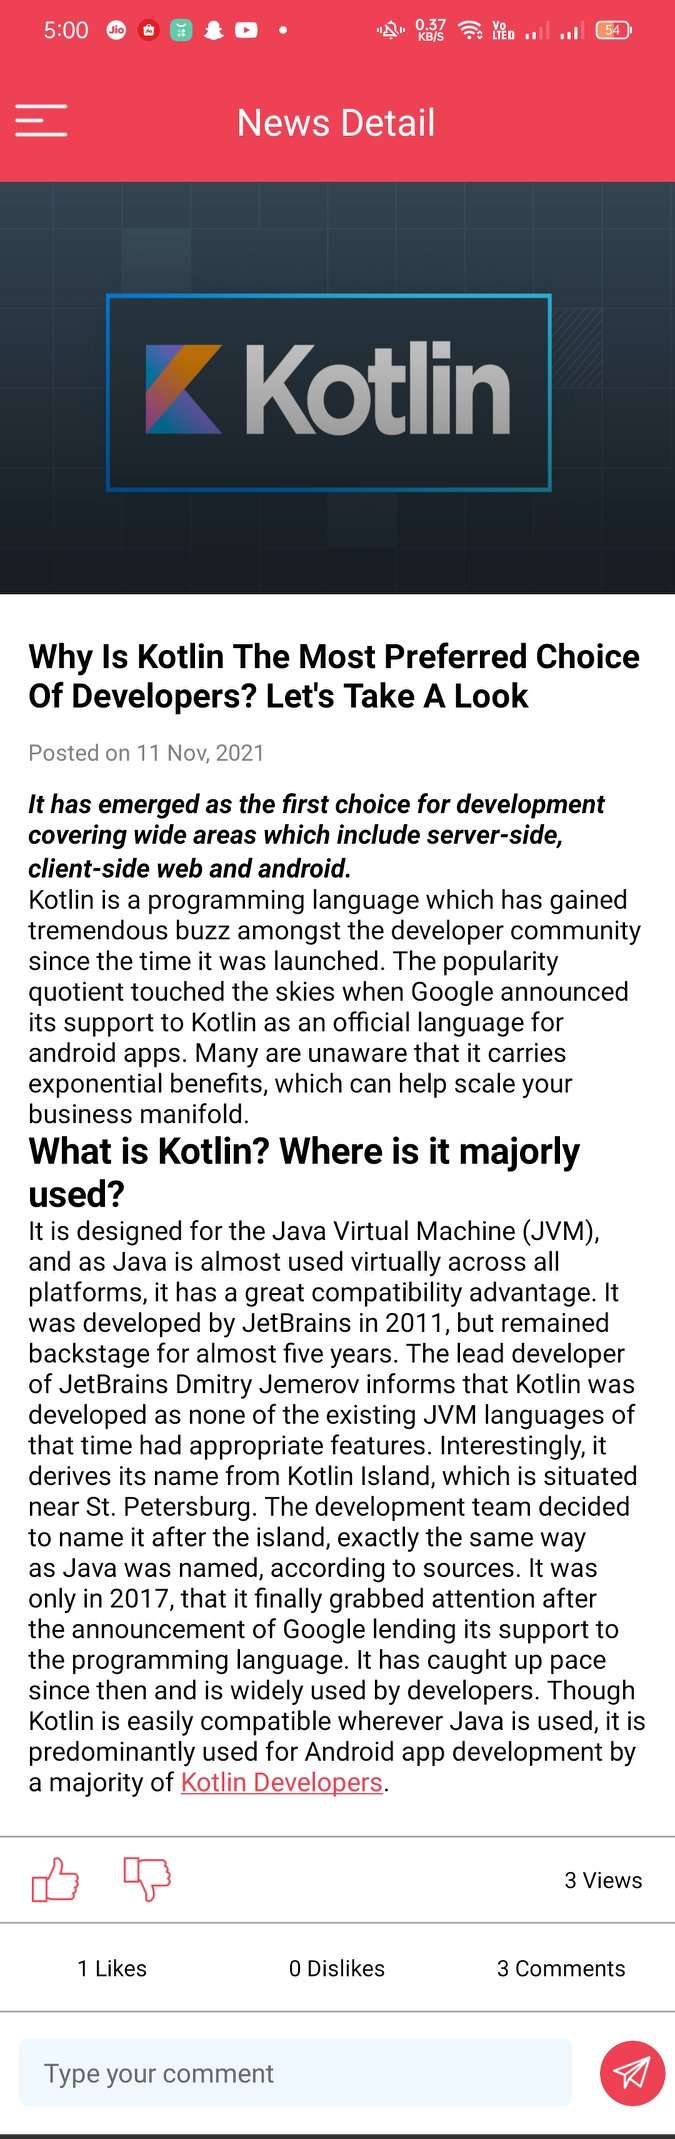 5:00
Jio
0.37
KB/S
Vo
LTED
54
News Detail
Kotlin
Why Is Kotlin The Most Preferred Choice
Of Developers? Let's Take A Look
Posted on 11 Nov, 2021
It has emerged as the first choice for development
covering wide areas which include server-side,
client-side web and android.
Kotlin is a programming language which has gained
tremendous buzz amongst the developer community
since the time it was launched. The popularity
quotient touched the skies when Google announced
its support to Kotlin as an official language for
android apps. Many are unaware that it carries
exponential benefits, which can help scale your
business manifold.
What is Kotlin? Where is it majorly
used?
It is designed for the Java Virtual Machine (JVM),
and as Java is almost used virtually across all
platforms, it has a great compatibility advantage. It
was developed by JetBrains in 2011, but remained
backstage for almost five years. The lead developer
of JetBrains Dmitry Jemerov informs that Kotlin was
developed as none of the existing JVM languages of
that time had appropriate features. Interestingly, it
derives its name from Kotlin Island, which is situated
near St. Petersburg. The development team decided
to name it after the island, exactly the same way
as Java was named, according to sources. It was
only in 2017, that it finally grabbed attention after
the announcement of Google lending its support to
the programming language. It has caught up pace
since then and is widely used by developers. Though
Kotlin is easily compatible wherever Java is used, it is
predominantly used for Android app development by
a majority of Kotlin Developers.
3 Views
1 Likes
0 Dislikes
3 Comments
Type your comment